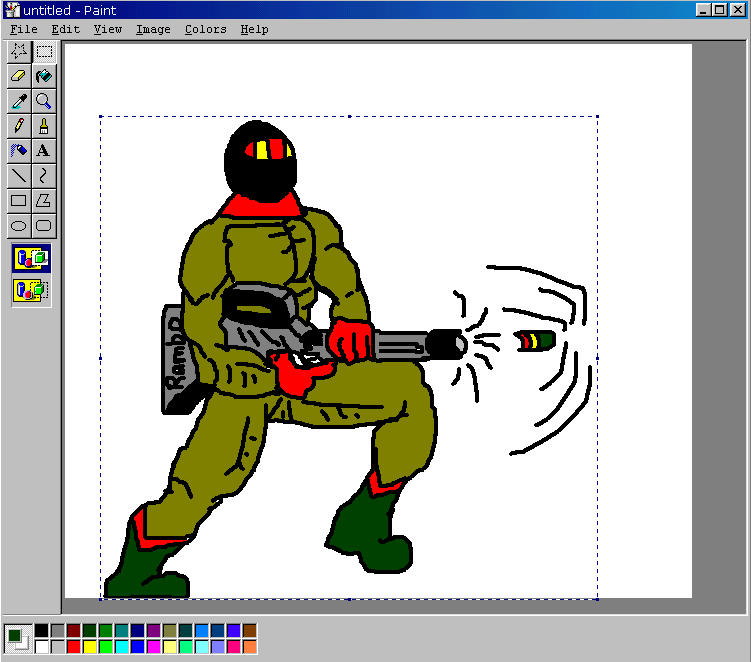 untitled - Paint
File Edit View Image Colors Help
A
Rambo